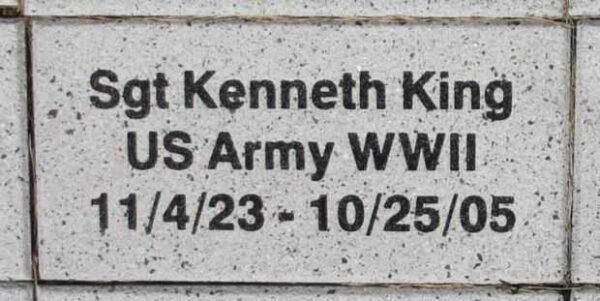 Sgt Kenneth King
US Army WWII
11/4/23 - 10/25/05